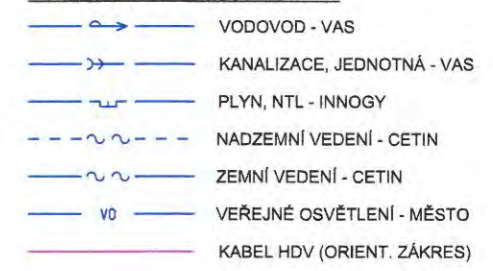 VODOVOD - VAS
KANALIZACE, JEDNOTNÁ - VAS
PLYN, NTL - INNOGY
NADZEMNÍ VEDENÍ - CETIN
ZEMNÍ VEDENÍ - CETIN
VO VEŘEJNÉ OSVĚTLENÍ - MĚSTO
KABEL HDV (ORIENT. ZÁKRES)